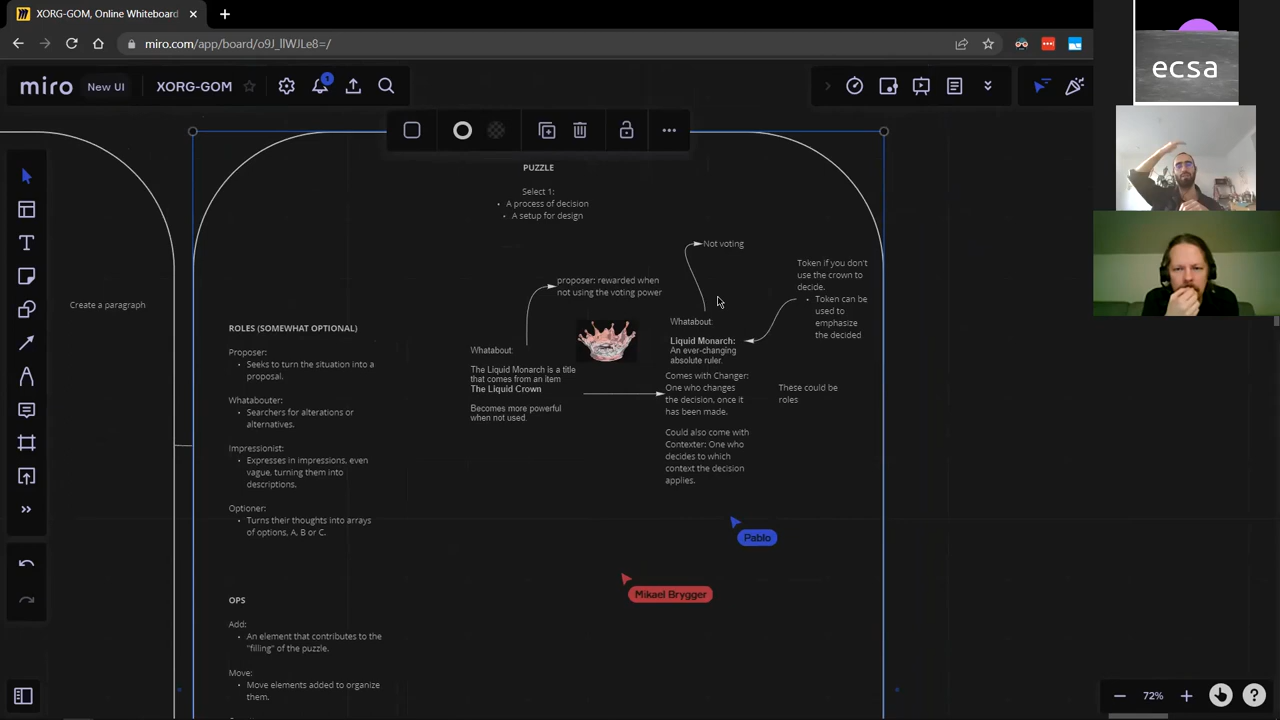 XORG-GOM, Online Whiteboard
miro.com/app/board/o9J_llWJLe8=/
miro
New UI
XORG-GOM
1
ecsa
PUZZLE
Select 1:
• A process of decision
• A setup for design
Not voting
Token if you don't
use the crown to
decide.
• Token can be
used to
emphasize
the decided
proposer: rewarded when
not using the voting power
Create a paragraph
Whatabout:
Liquid Monarch:
An ever-changing
absolute ruler.
Comes with Changer:
One who changes
the decision, once it
has been made.
Could also come with
Contexter: One who
decides to which
context the decision
applies.
These could be
roles
Whatabout:
The Liquid Monarch is a title
that comes from an item
The Liquid Crown
Becomes more powerful
when not used.
ROLES (SOMEWHAT OPTIONAL)
Proposer:
• Seeks to turn the situation into a
proposal.
Whatabouter:
• Searchers for alterations or
alternatives.
Impressionist:
• Expresses in impressions, even
vague, turning them into
descriptions.
Optioner:
• Turns their thoughts into arrays
of options, A, B or C.
Pablo
Mikael Brygger
OPS
Add:
• An element that contributes to the
"filling" of the puzzle.
Move:
• Move elements added to organize
them.
72%